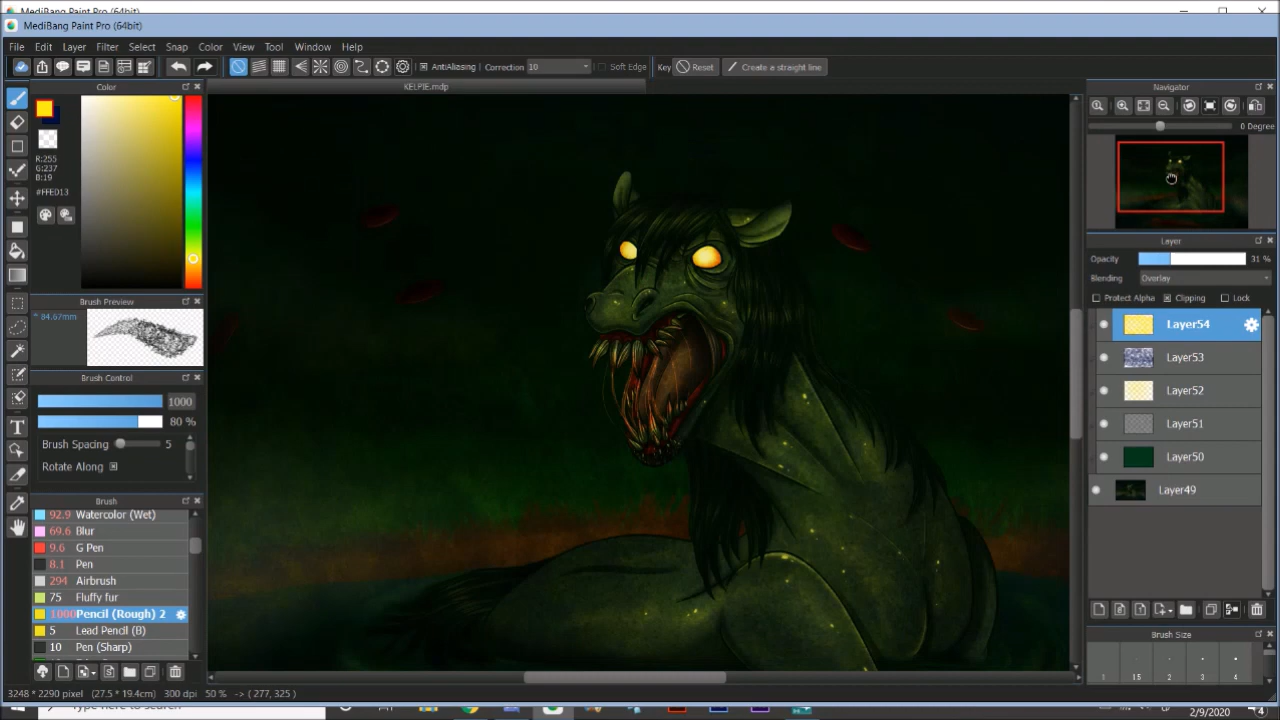 MediBang Paint Pro (64bit)
MediBang Paint Pro (64bit)
File Edit Layer Filter Select Snap Color View Tool Window Help
AntiAliasing Correction 10 Soft Edge Key Reset Create a straight line
Color
KELPIE.mdp
Navigator
0 Degree
R:255
G:237
B:19
#FFED13
Layer
Opacity 31 %
Blending Overlay
Protect Alpha Clipping Lock
Brush Preview
* 84.67mm
Layer54
Layer53
Brush Control
Layer52
1000
80 %
Layer51
Brush Spacing 5
Layer50
Rotate Along
Layer49
Brush
92.9 Watercolor (Wet)
69.6 Blur
9.6 G Pen
8.1 Pen
294 Airbrush
75 Fluffy fur
1000 Pencil (Rough) 2
5 Lead Pencil (B)
10 Pen (Sharp)
Brush Size
1 15 2 3 4
3248 * 2290 pixel (27.5 * 19.4cm) 300 dpi 50 % -> ( 277, 325 )
Type here to search
2/9/2020
4